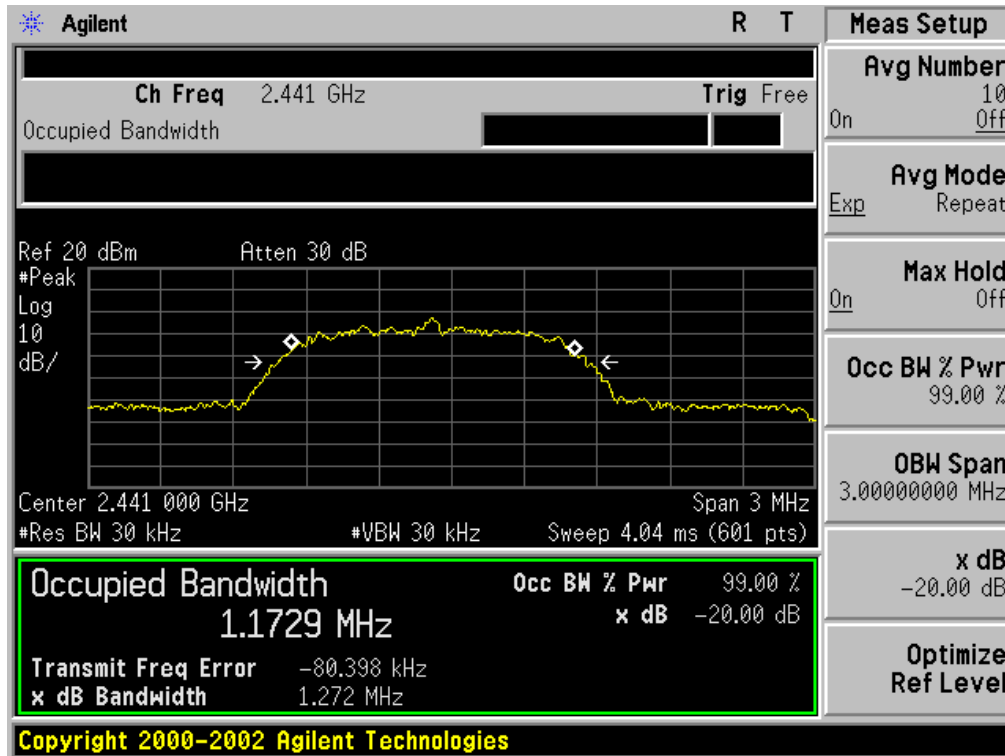 Agilent R T
Ch Freq 2.441 GHz Trig Free
Occupied Bandwidth
Ref 20 dBm Atten 30 dB
#Peak
Log
10
dB/
Center 2.441 000 GHz Span 3 MHz
#Res BW 30 kHz #VBW 30 kHz Sweep 4.04 ms (601 pts)
Occupied Bandwidth Occ BW % Pwr 99.00 %
1.1729 MHz x dB -20.00 dB
Transmit Freq Error -80.398 kHz
x dB Bandwidth 1.272 MHz
Copyright 2000-2002 Agilent Technologies
Meas Setup
Avg Number
10
On Off
Avg Mode
Exp Repeat
Max Hold
On Off
Occ BW % Pwr
99.00 %
OBW Span
3.00000000 MHz
x dB
-20.00 dB
Optimize
Ref Level